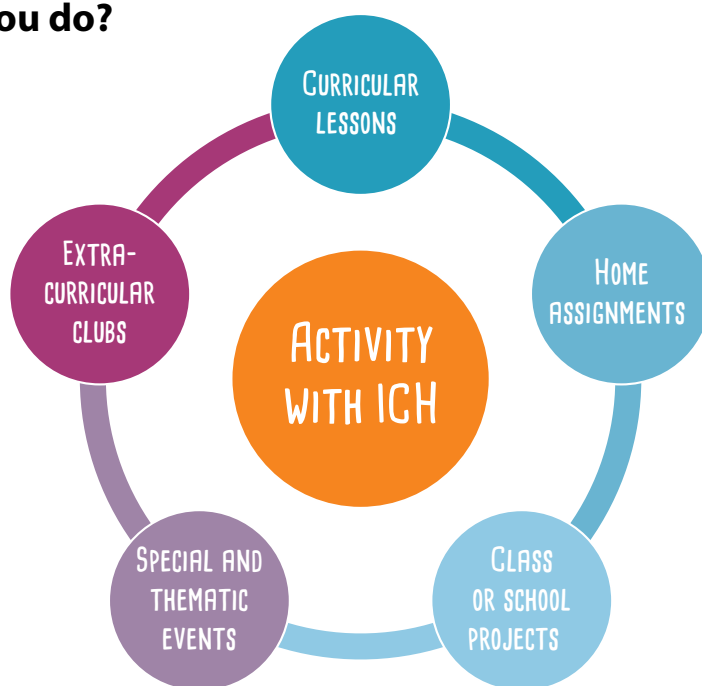 ou do?
CURRICULAR
LESSONS
EXTRA-
CURRICULAR
CLUBS
HOME
ASSIGNMENTS
ACTIVITY
WITH ICH
SPECIAL AND
THEMATIC
EVENTS
CLASS
OR SCHOOL
PROJECTS